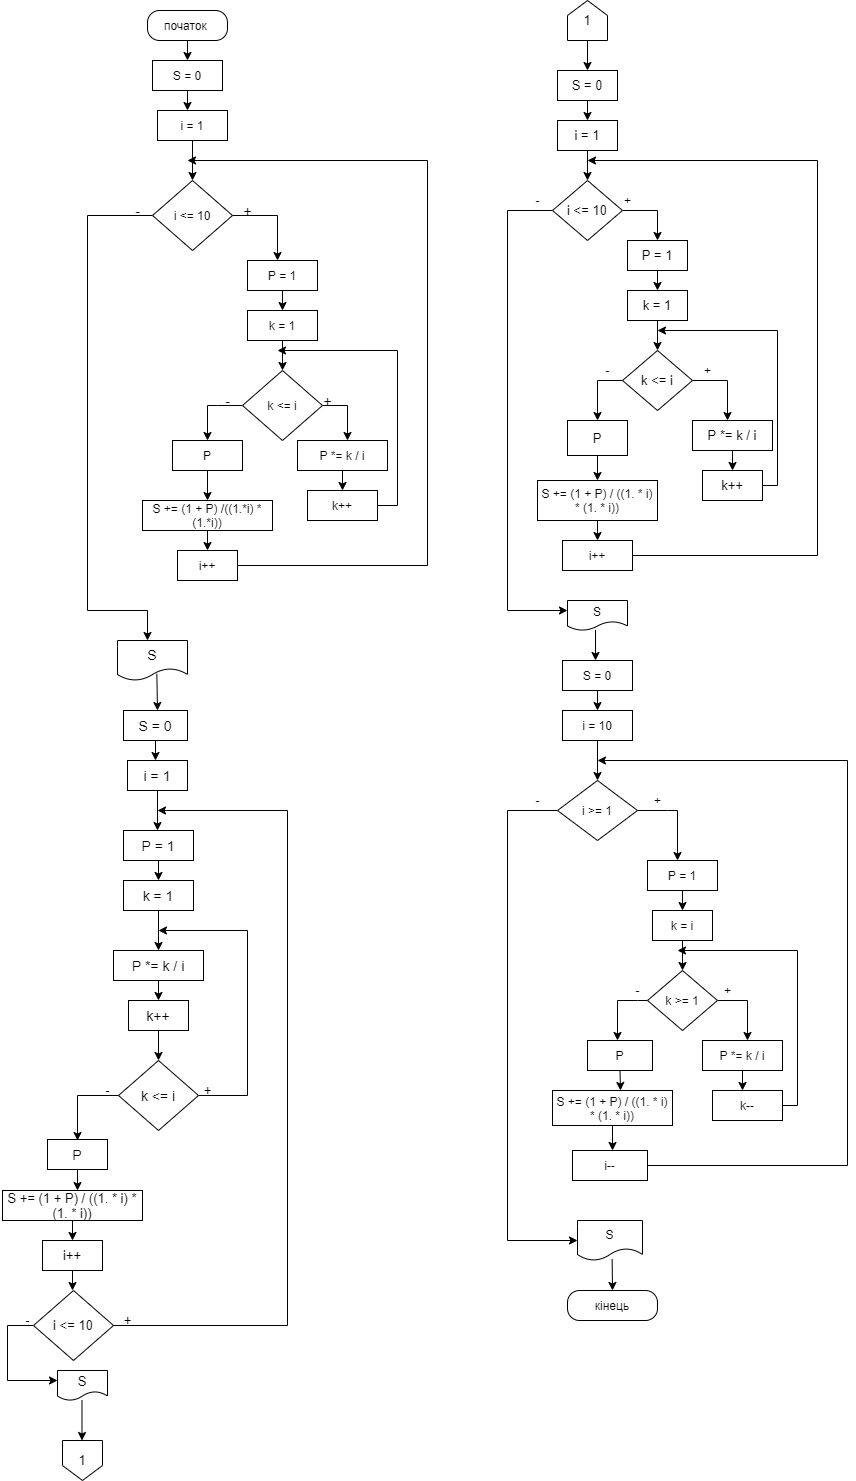 початок
S = 0
i = 1
i <= 10
-
+
P = 1
k = 1
k <= i
-
+
P
P *= k / i
S += (1 + P) /((1.*i) *
(1.*i))
k++
i++
S
S = 0
i = 1
P = 1
k = 1
P *= k / i
k++
k <= i
-
+
P
S += (1 + P) / ((1. * i) *
(1. * i))
i++
i <= 10
-
+
S
1
1
S = 0
i = 1
i <= 10
-
+
P = 1
k = 1
k <= i
-
+
P
P *= k / i
S += (1 + P) / ((1. * i)
* (1. * i))
k++
i++
S
S = 0
i = 10
i >= 1
-
+
P = 1
k = i
k >= 1
-
+
P
P *= k / i
S += (1 + P) / ((1. * i)
* (1. * i))
k--
i--
S
кінець